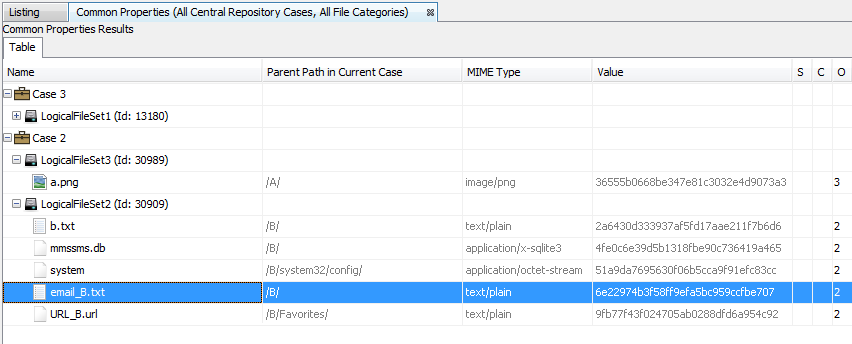 Listing Common Properties (All Central Repository Cases, All File Categories)
Common Properties Results
Table
Name Parent Path in Current Case MIME Type Value S C O
Case 3
LogicalFileSet1 (Id: 13180)
Case 2
LogicalFileSet3 (Id: 30989)
a.png /A/ image/png 36555b0668be347e81c3032e4d9073a3 3
LogicalFileSet2 (Id: 30909)
b.txt /B/ text/plain 2a6430d333937af5fd17aae211f7b6d6 2
mmssms.db /B/ application/x-sqlite3 4fe0c6e39d5b1318fbe90c736419a465 2
system /B/system32/config/ application/octet-stream 51a9da7695630f06b5cca9f91efc83cc 2
email_B.txt /B/ text/plain 6e22974b3f58ff9efa5bc959ccfbe707 2
URL_B.url /B/Favorites/ 9fb77f43f024705ab0288dfd6a954c92 2